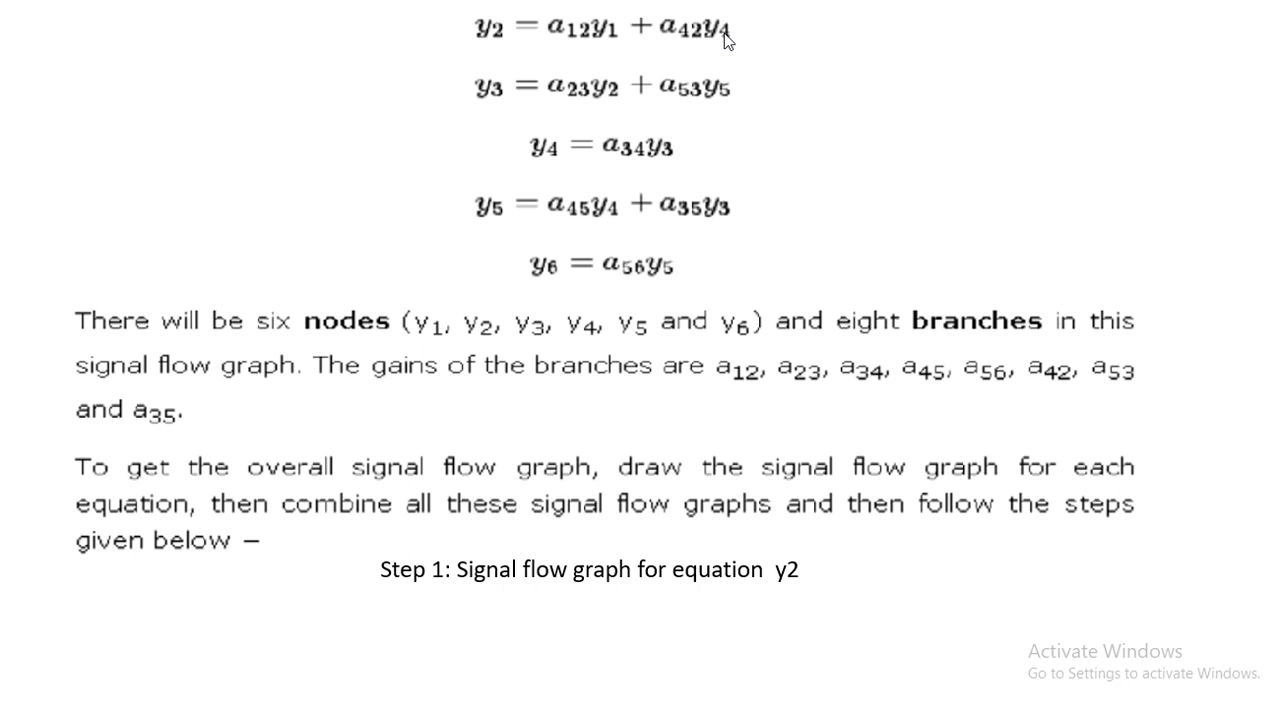 y2 = a12y1 + a42y4
y3 = a23y2 + a53y5
y4 = a34y3
y5 = a45y4 + a35y3
y6 = a56y5
There will be six nodes (y1, y2, y3, y4, y5 and y6) and eight branches in this
signal flow graph. The gains of the branches are a12, a23, a34, a45, a56, a42, a53
and a35.
To get the overall signal flow graph, draw the signal flow graph for each
equation, then combine all these signal flow graphs and then follow the steps
given below −
Step 1: Signal flow graph for equation y2
Activate Windows
Go to Settings to activate Windows.